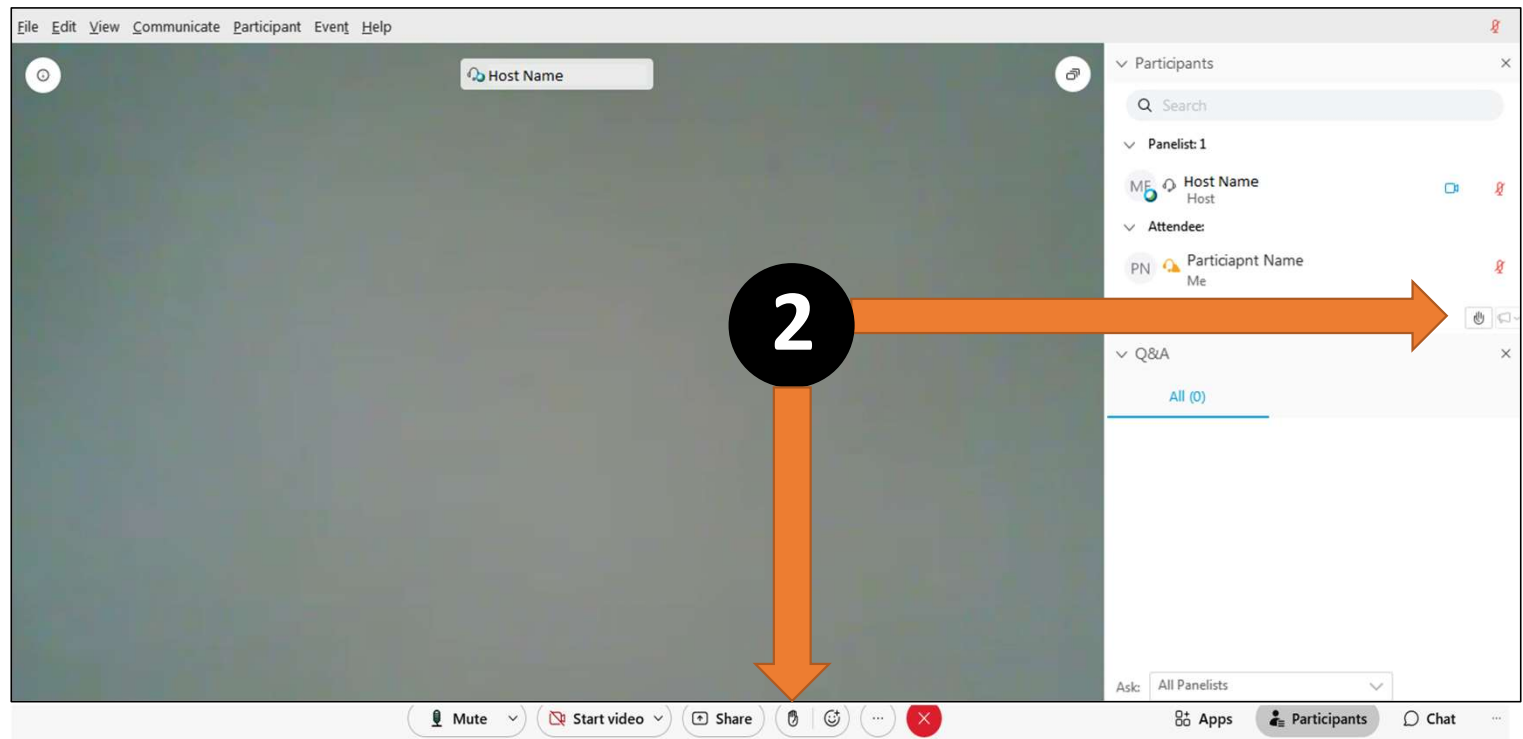 File Edit View Communicate Participant Event Help
Host Name
Participants
Search
Panelist: 1
ME Host Name
Host
Attendee:
PN Particiapnt Name
Me
2
Q&A
All (0)
Ask: All Panelists
Mute Start video Share Apps Participants Chat